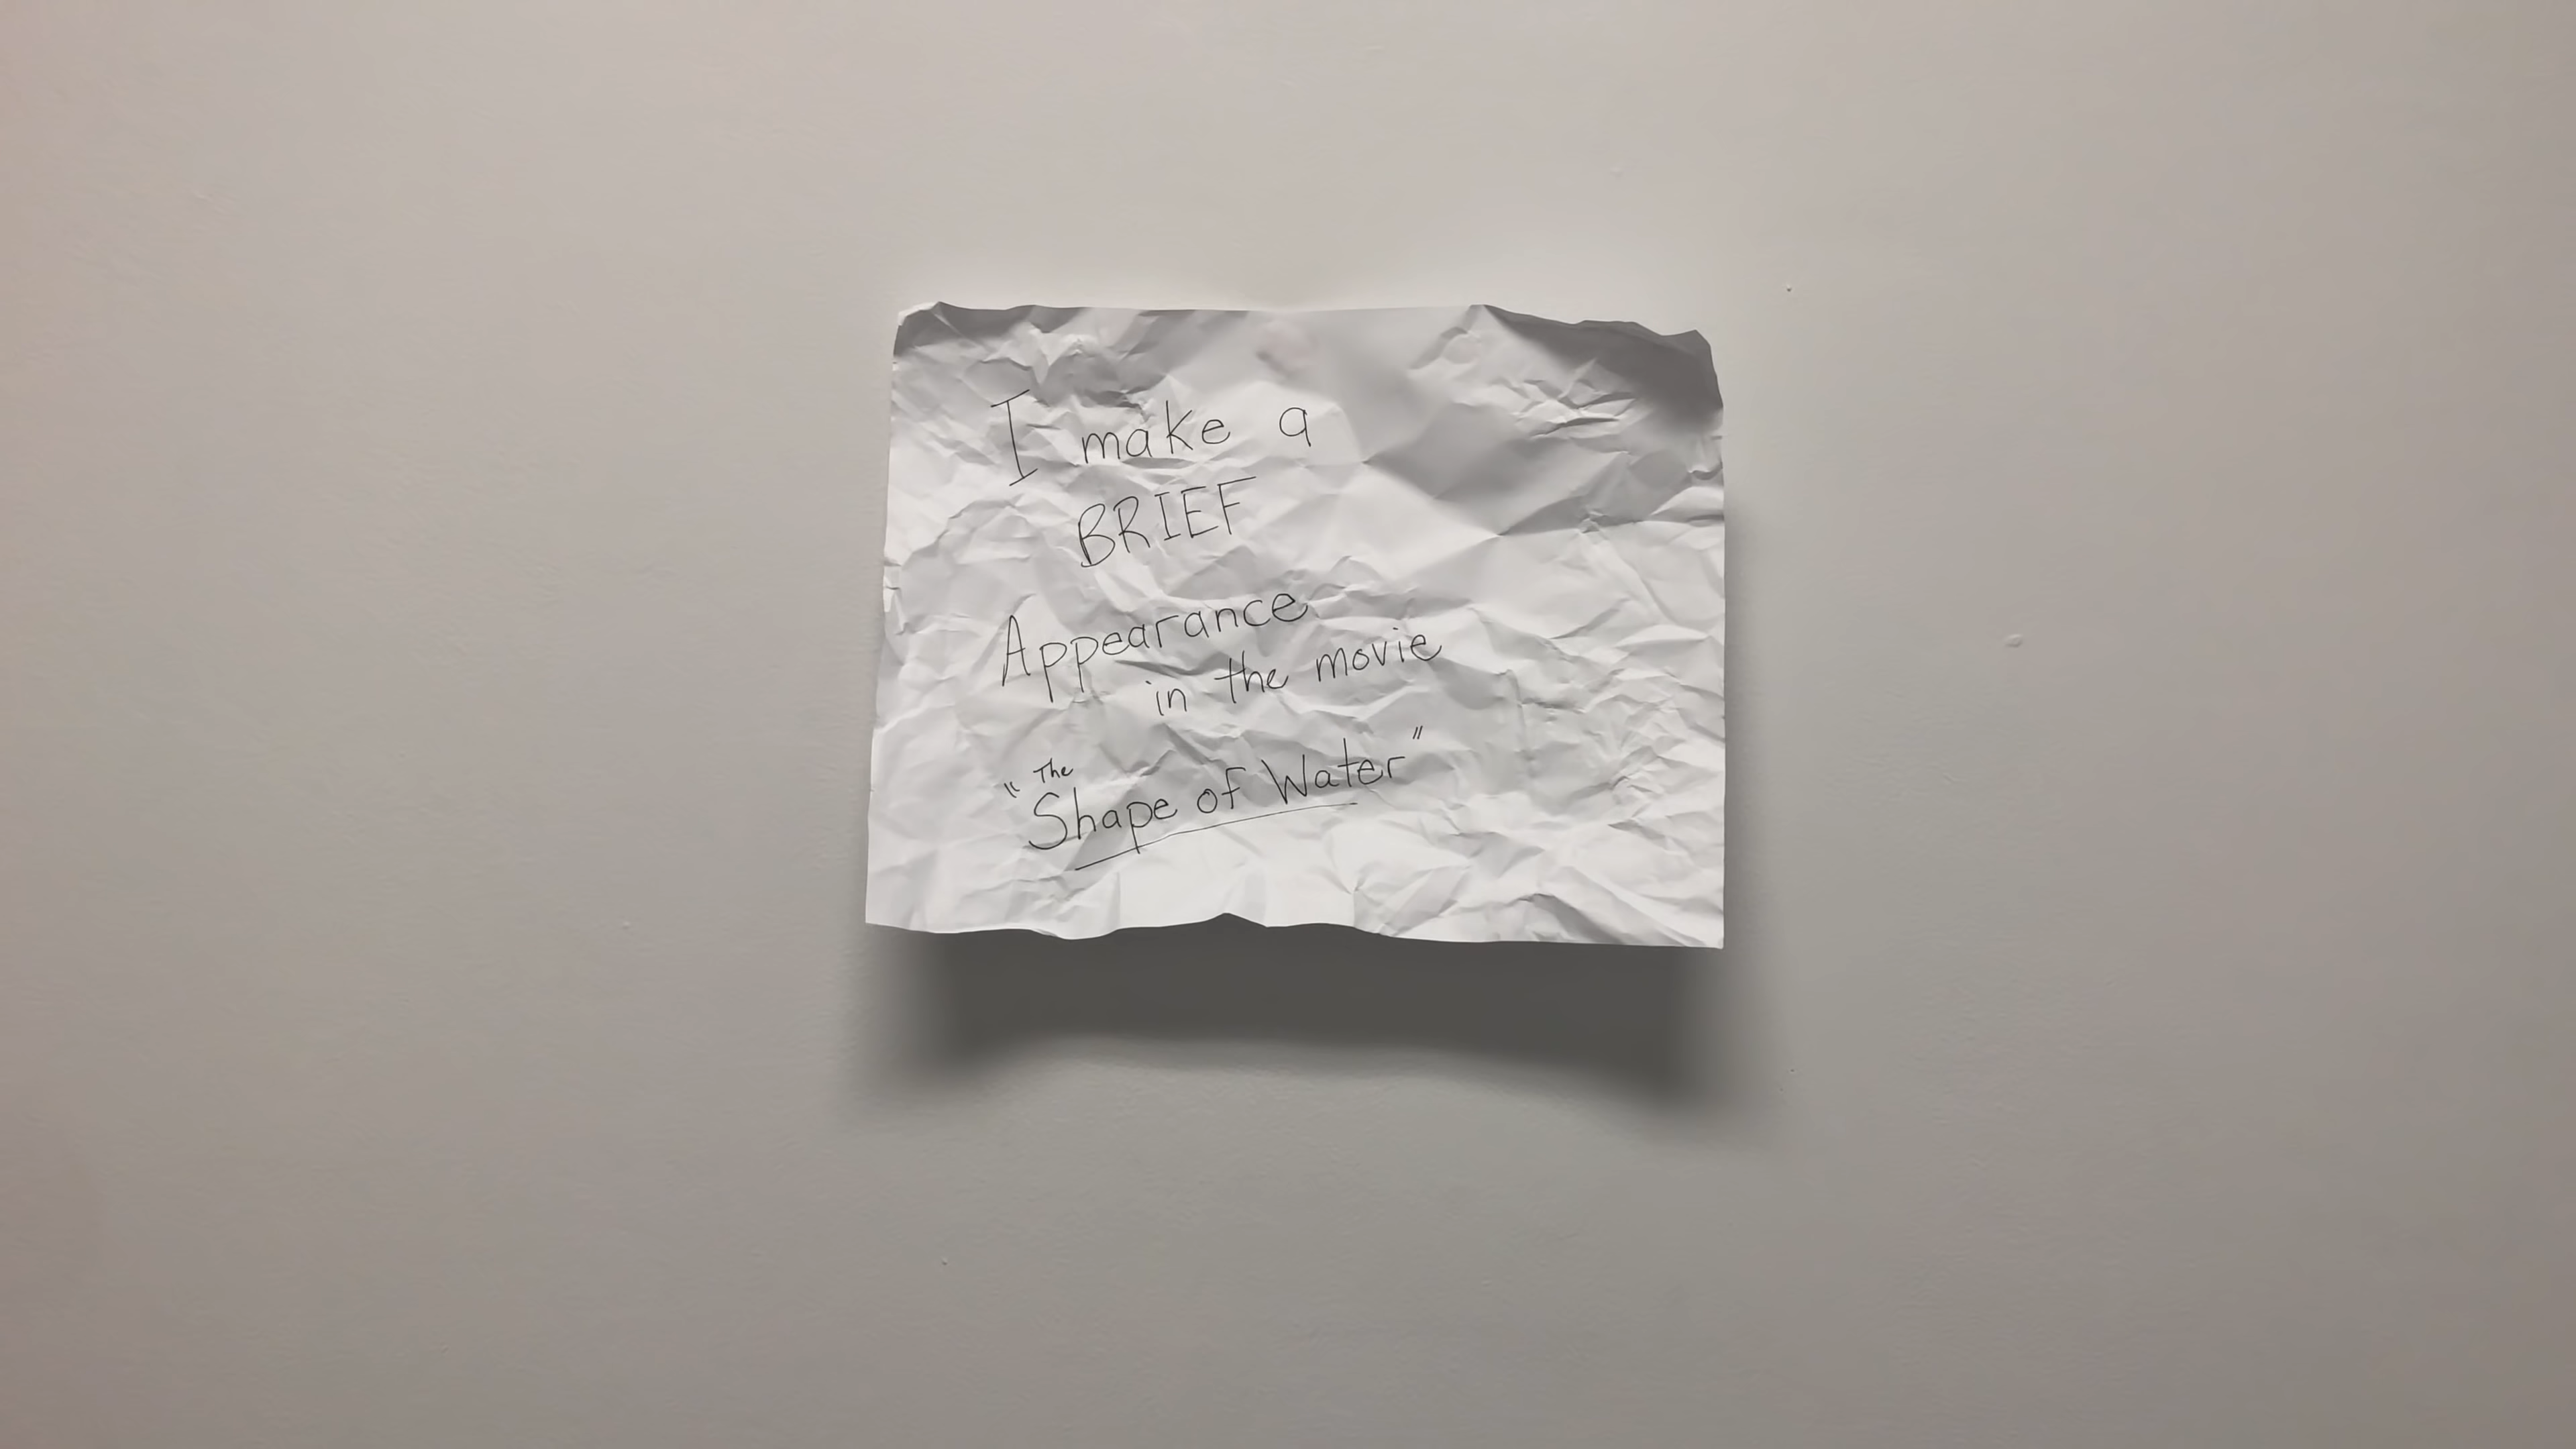 I make a
BRIEF
Appearance
in the movie
"The
Shape of Water"